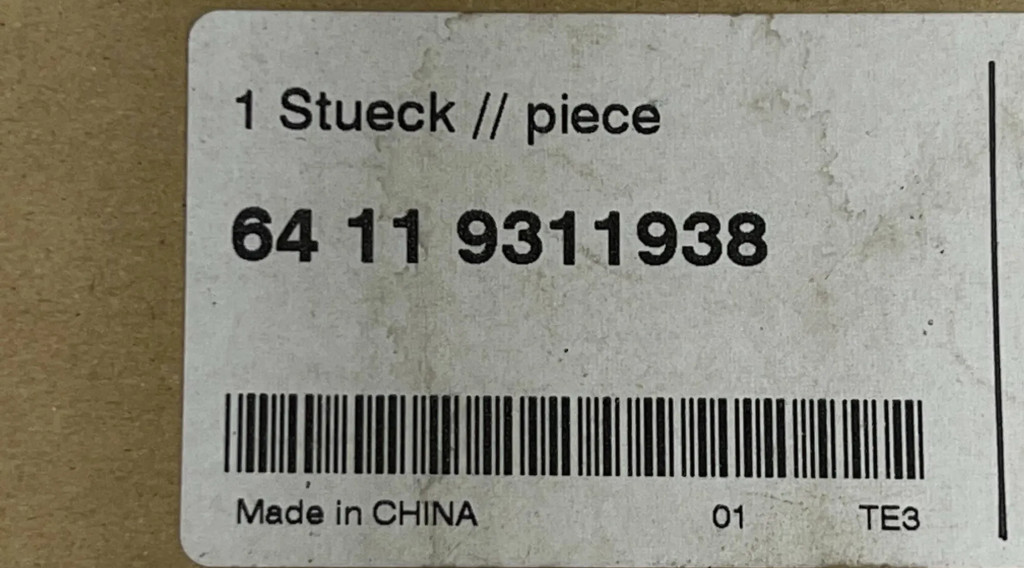 1 Stueck // piece
64 11 9311938
Made in CHINA 01 TE3